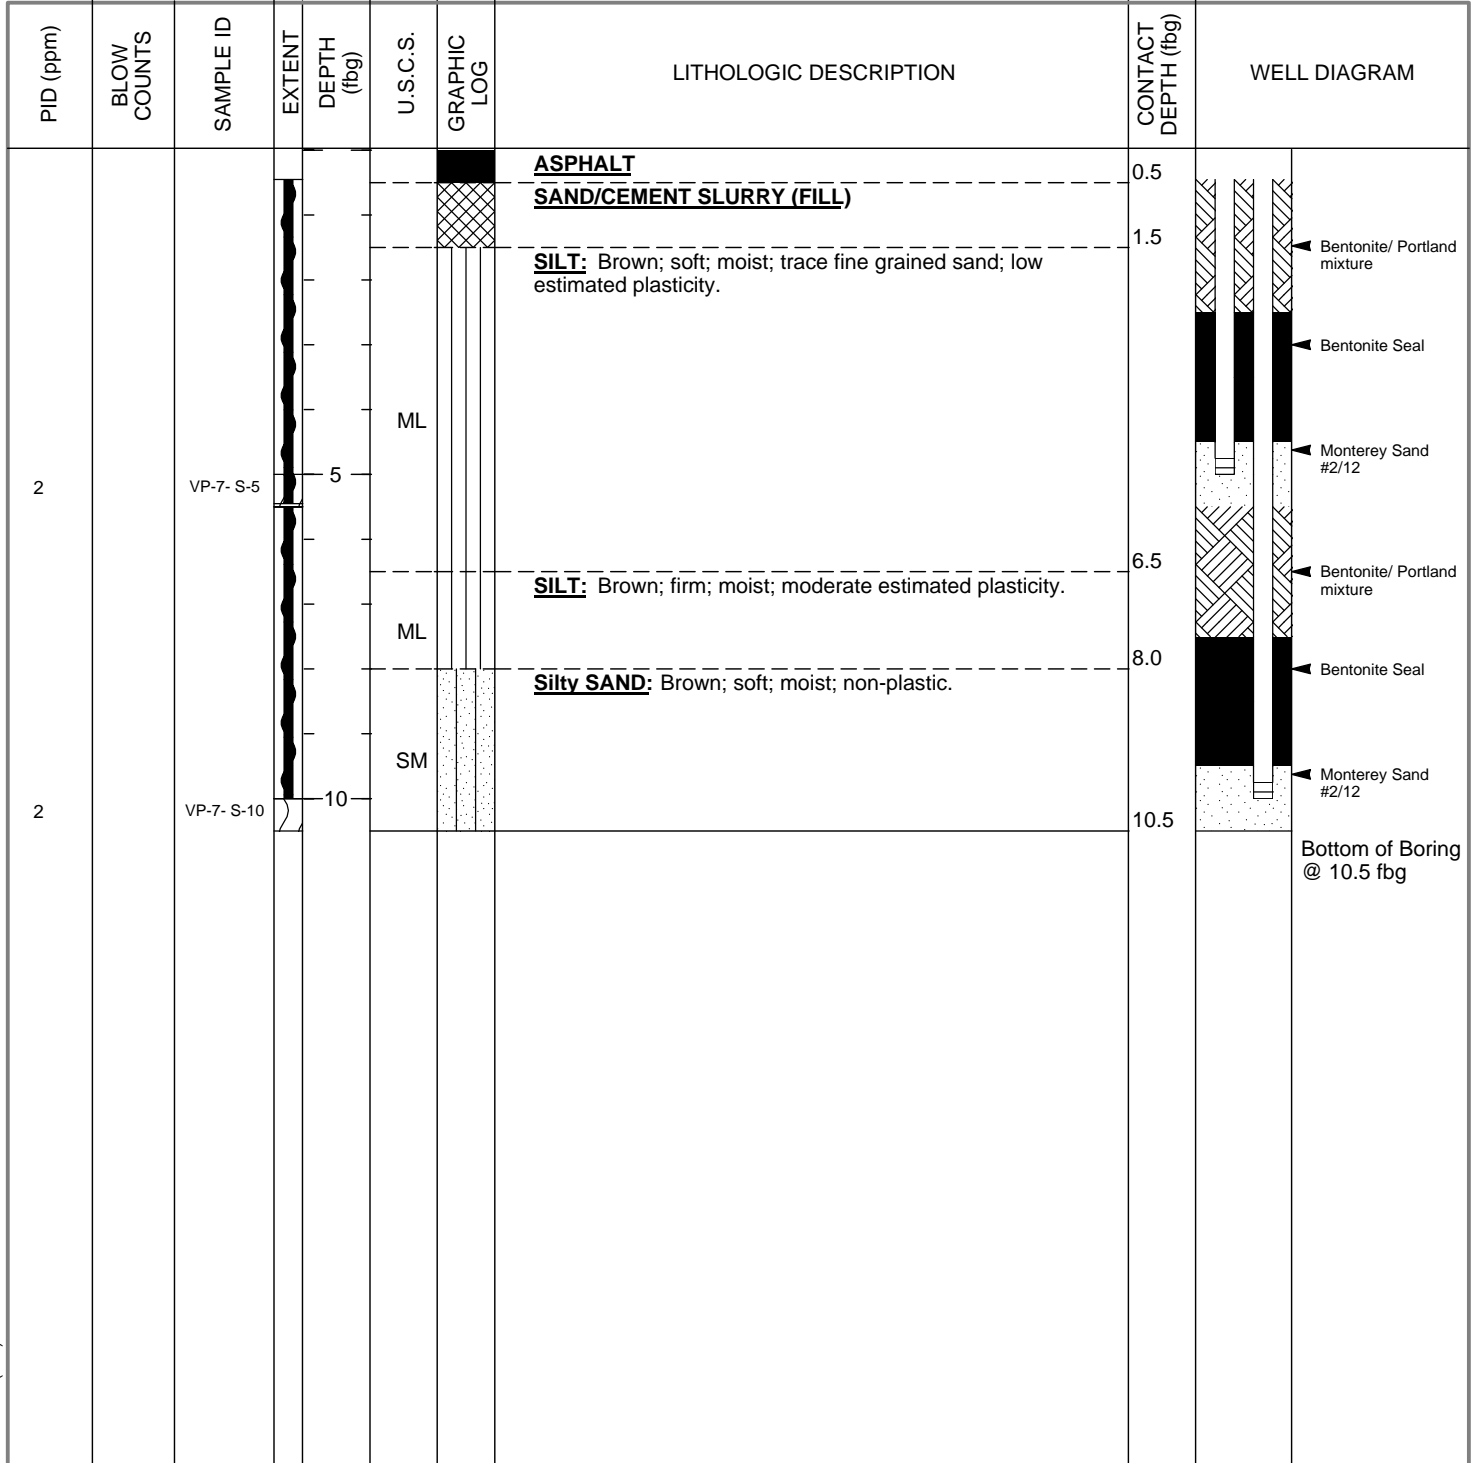 PID (ppm)
BLOW
COUNTS
SAMPLE ID
EXTENT
DEPTH
(fbg)
U.S.C.S.
GRAPHIC
LOG
LITHOLOGIC DESCRIPTION
CONTACT
DEPTH (fbg)
WELL DIAGRAM
ASPHALT
0.5
SAND/CEMENT SLURRY (FILL)
1.5
SILT: Brown; soft; moist; trace fine grained sand; low
estimated plasticity.
Bentonite/ Portland
mixture
Bentonite Seal
ML
Monterey Sand
#2/12
5
2
VP-7- S-5
6.5
SILT: Brown; firm; moist; moderate estimated plasticity.
Bentonite/ Portland
mixture
ML
8.0
Silty SAND: Brown; soft; moist; non-plastic.
Bentonite Seal
SM
Monterey Sand
#2/12
10
2
VP-7- S-10
10.5
Bottom of Boring
@ 10.5 fbg